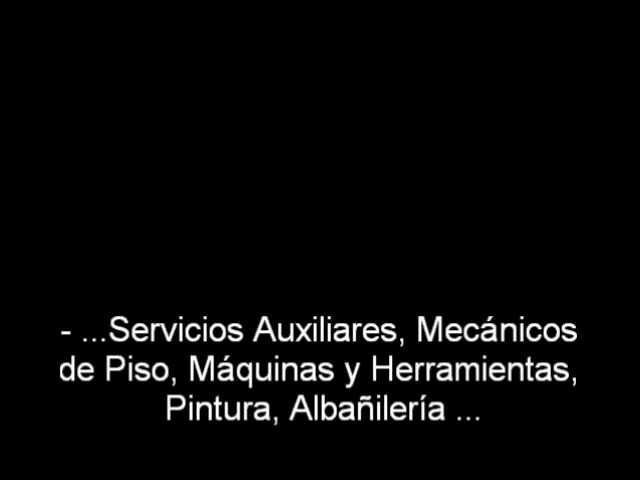 - ...Servicios Auxiliares, Mecánicos
de Piso, Máquinas y Herramientas,
Pintura, Albañilería ...